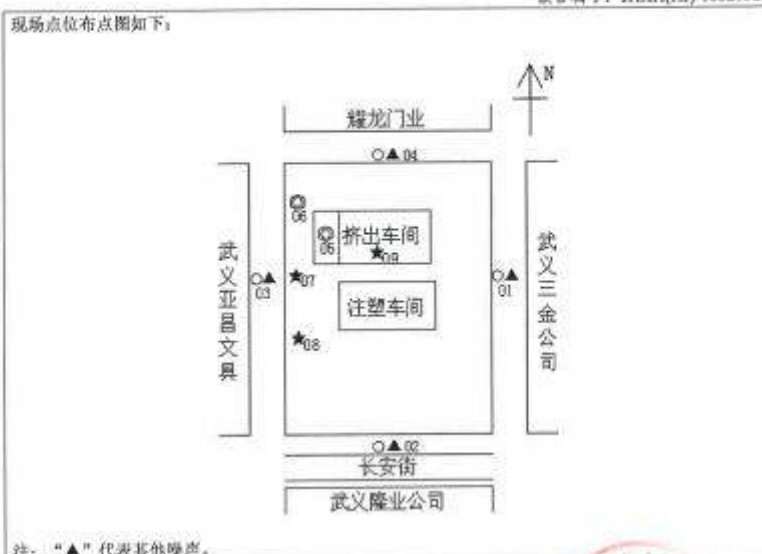 现场点位布点图如下：
N
耀龙门业
○▲ 04
◎
06
◎
05
挤出车间
★09
武义亚昌文具
○▲
03
★07
○▲
01
武义三金公司
注塑车间
★08
○▲ 02
长安街
武义隆业公司
注：“▲”代表其他噪声。